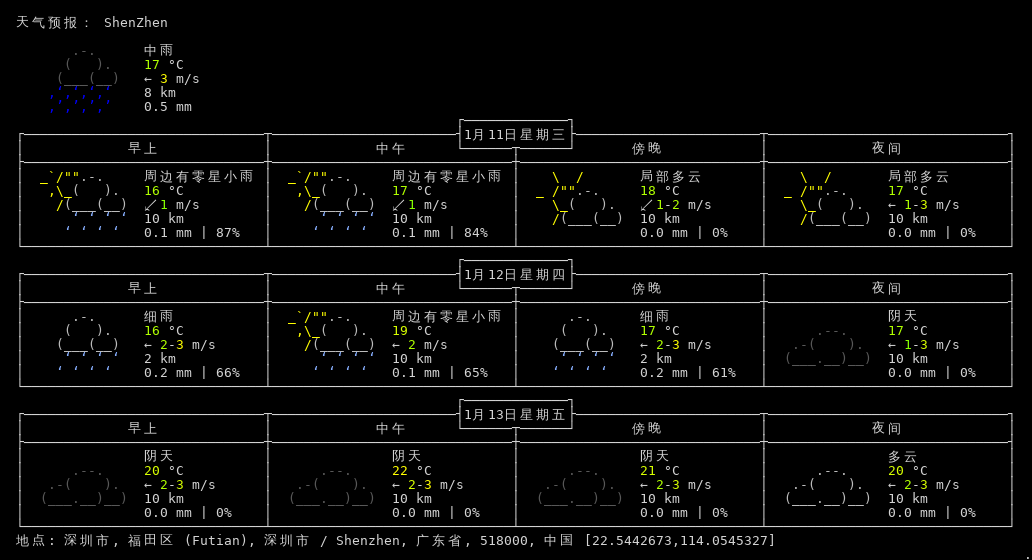 天气预报： ShenZhen
中雨
17 °C
← 3 m/s
8 km
0.5 mm
1月11日星期三
早上 中午 傍晚 夜间
周边有零星小雨 周边有零星小雨 局部多云 局部多云
16 °C 17 °C 18 °C 17 °C
↙ 1 m/s ↙ 1 m/s ↙ 1-2 m/s ← 1-3 m/s
10 km 10 km 10 km 10 km
0.1 mm | 87% 0.1 mm | 84% 0.0 mm | 0% 0.0 mm | 0%
1月12日星期四
早上 中午 傍晚 夜间
细雨 周边有零星小雨 细雨 阴天
16 °C 19 °C 17 °C 17 °C
← 2-3 m/s ← 2 m/s ← 2-3 m/s ← 1-3 m/s
2 km 10 km 2 km 10 km
0.2 mm | 66% 0.1 mm | 65% 0.2 mm | 61% 0.0 mm | 0%
1月13日星期五
早上 中午 傍晚 夜间
阴天 阴天 阴天 多云
20 °C 22 °C 21 °C 20 °C
← 2-3 m/s ← 2-3 m/s ← 2-3 m/s ← 2-3 m/s
10 km 10 km 10 km 10 km
0.0 mm | 0% 0.0 mm | 0% 0.0 mm | 0% 0.0 mm | 0%
地点: 深圳市, 福田区 (Futian), 深圳市 / Shenzhen, 广东省, 518000, 中国 [22.5442673,114.0545327]